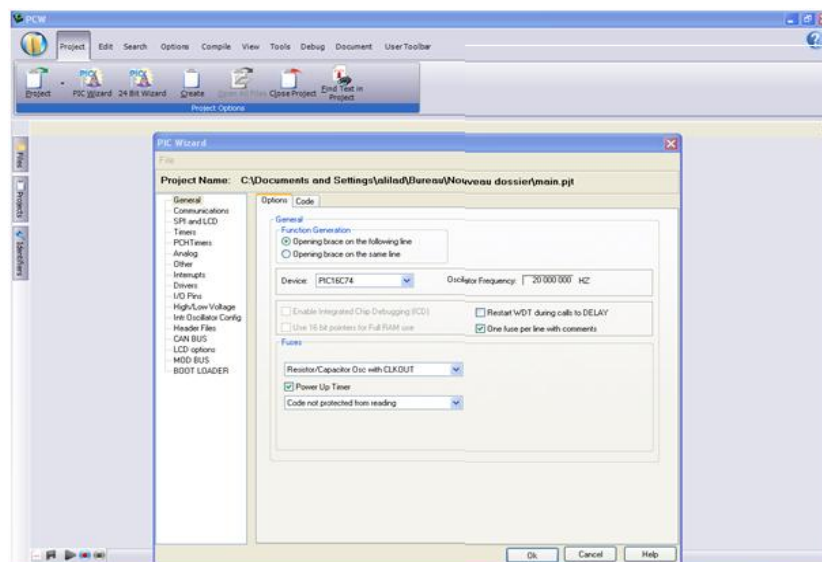 PCW
Project Edit Search Options Compile View Tools Debug Document User Toolbar
Project PIC Wizard 24 Bit Wizard Create Open All Files Close Project Find Text in Project
Project Options
Files
Projects
Identifiers
PIC Wizard
File
Project Name: C:\Documents and Settings\alilad\Bureau\Nouveau dossier\main.pjt
General
Communications
SPI and LCD
Timers
PCH Timers
Analog
Other
Interrupts
Drivers
I/O Pins
High/Low Voltage
Intr Oscillator Config
Header Files
CAN BUS
LCD options
MOD BUS
BOOT LOADER
Options Code
General
Function Generation
Opening brace on the following line
Opening brace on the same line
Device: PIC16C74 Oscillator Frequency: 20 000 000 HZ
Enable Integrated Chip Debugging (ICD) Restart WDT during calls to DELAY
Use 16 bit pointers for Full RAM use One fuse per line with comments
Fuses
Resistor/Capacitor Osc with CLKOUT
Power Up Timer
Code not protected from reading
Ok Cancel Help